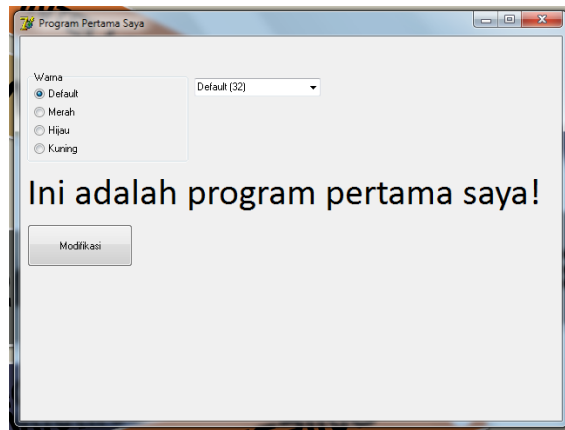 Program Pertama Saya
Warna
Default
Merah
Hijau
Kuning
Default (32)
Ini adalah program pertama saya!
Modifikasi